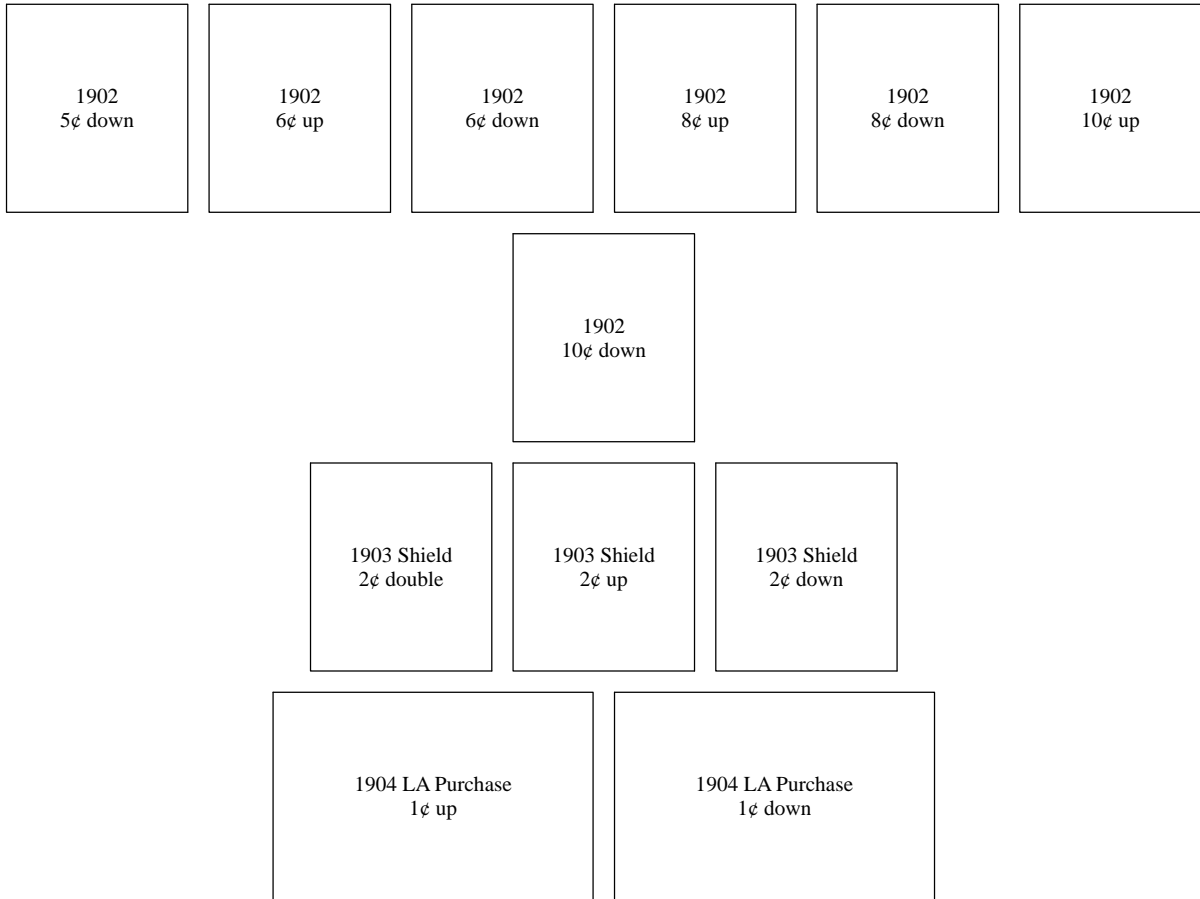 1902
5¢ down
1902
6¢ up
1902
6¢ down
1902
8¢ up
1902
8¢ down
1902
10¢ up
1902
10¢ down
1903 Shield
2¢ double
1903 Shield
2¢ up
1903 Shield
2¢ down
1904 LA Purchase
1¢ up
1904 LA Purchase
1¢ down